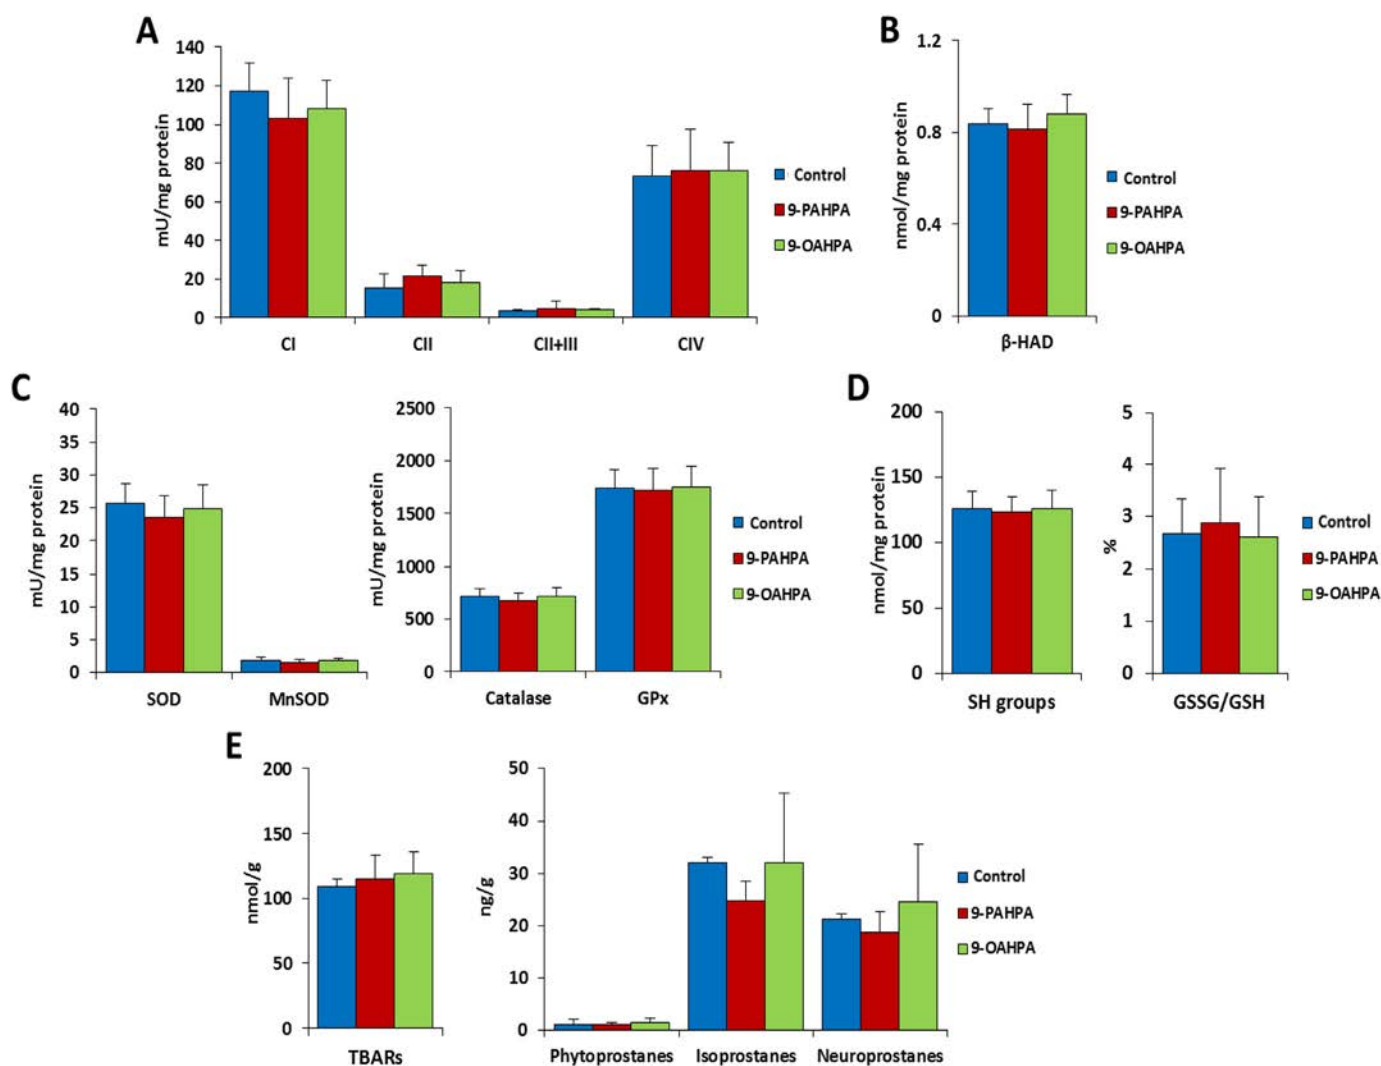 A
mU/mg protein
140
120
100
80
60
40
20
0
CI
CII
CII+III
CIV
Control
9-PAHPA
9-OAHPA
B
nmol/mg protein
1.2
0.8
0.4
0
β-HAD
Control
9-PAHPA
9-OAHPA
C
mU/mg protein
40
35
30
25
20
15
10
5
0
SOD
MnSOD
mU/mg protein
2500
2000
1500
1000
500
0
Catalase
GPx
Control
9-PAHPA
9-OAHPA
D
nmol/mg protein
200
150
100
50
0
SH groups
%
5
4
3
2
1
0
GSSG/GSH
Control
9-PAHPA
9-OAHPA
E
nmol/g
200
150
100
50
0
TBARs
ng/g
50
40
30
20
10
0
Phytoprostanes
Isoprostanes
Neuroprostanes
Control
9-PAHPA
9-OAHPA